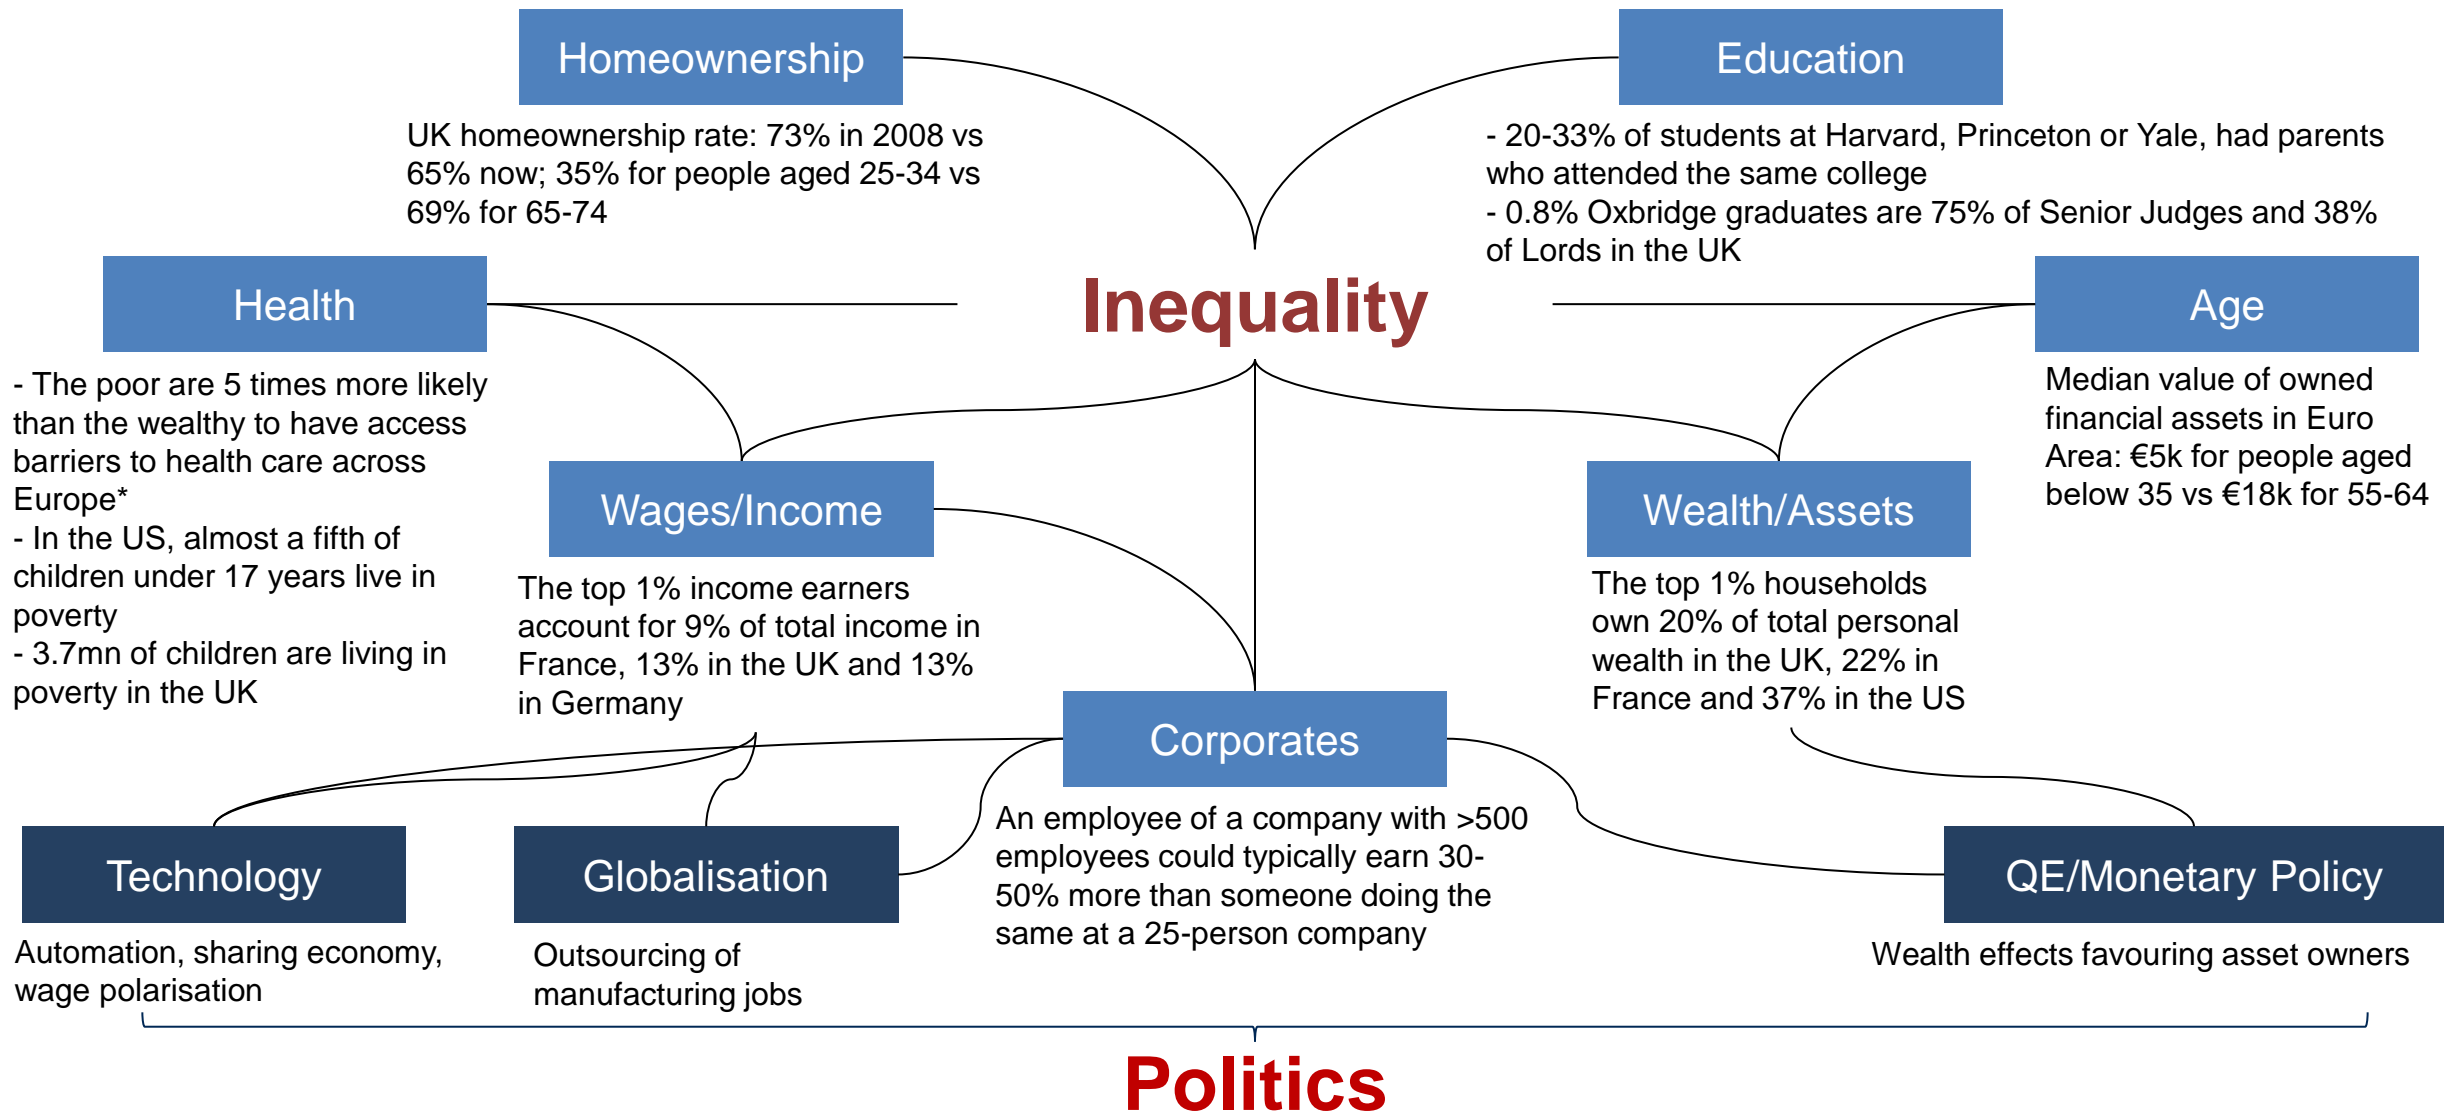 Homeownership
UK homeownership rate: 73% in 2008 vs
65% now; 35% for people aged 25-34 vs
69% for 65-74
Education
- 20-33% of students at Harvard, Princeton or Yale, had parents
who attended the same college
- 0.8% Oxbridge graduates are 75% of Senior Judges and 38%
of Lords in the UK
Inequality
Health
- The poor are 5 times more likely
than the wealthy to have access
barriers to health care across
Europe*
- In the US, almost a fifth of
children under 17 years live in
poverty
- 3.7mn of children are living in
poverty in the UK
Age
Median value of owned
financial assets in Euro
Area: €5k for people aged
below 35 vs €18k for 55-64
Wages/Income
The top 1% income earners
account for 9% of total income in
France, 13% in the UK and 13%
in Germany
Wealth/Assets
The top 1% households
own 20% of total personal
wealth in the UK, 22% in
France and 37% in the US
Corporates
An employee of a company with >500
employees could typically earn 30-
50% more than someone doing the
same at a 25-person company
Technology
Automation, sharing economy,
wage polarisation
Globalisation
Outsourcing of
manufacturing jobs
QE/Monetary Policy
Wealth effects favouring asset owners
Politics